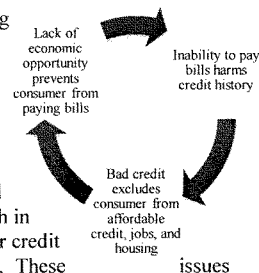 ng
Lack of
economic
opportunity
prevents
consumer from
paying bills
Inability to pay
bills harms
credit history
Bad credit
excludes
consumer from
affordable
credit, jobs, and
housing
h in
r credit
. These
issues